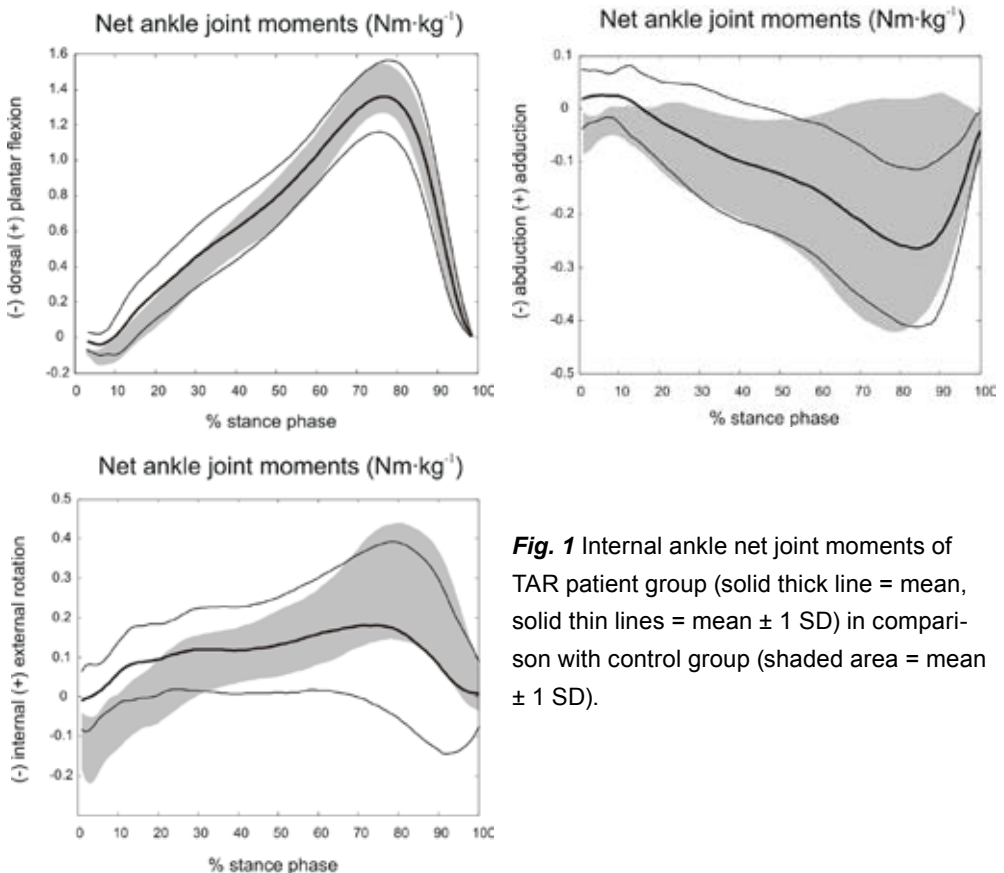 Net ankle joint moments (Nm·kg⁻¹)
(-) dorsal (+) plantar flexion
1.6
1.4
1.2
1.0
0.8
0.6
0.4
0.2
0
-0.2
0 10 20 30 40 50 60 70 80 90 100
% stance phase
Net ankle joint moments (Nm·kg⁻¹)
(-) abduction (+) adduction
0.1
0
-0.1
-0.2
-0.3
-0.4
-0.5
0 10 20 30 40 50 60 70 80 90 100
% stance phase
Net ankle joint moments (Nm·kg⁻¹)
(-) internal (+) external rotation
0.5
0.4
0.3
0.2
0.1
0
-0.1
-0.2
0 10 20 30 40 50 60 70 80 90 100
% stance phase
Fig. 1 Internal ankle net joint moments of
TAR patient group (solid thick line = mean,
solid thin lines = mean ± 1 SD) in compari-
son with control group (shaded area = mean
± 1 SD).